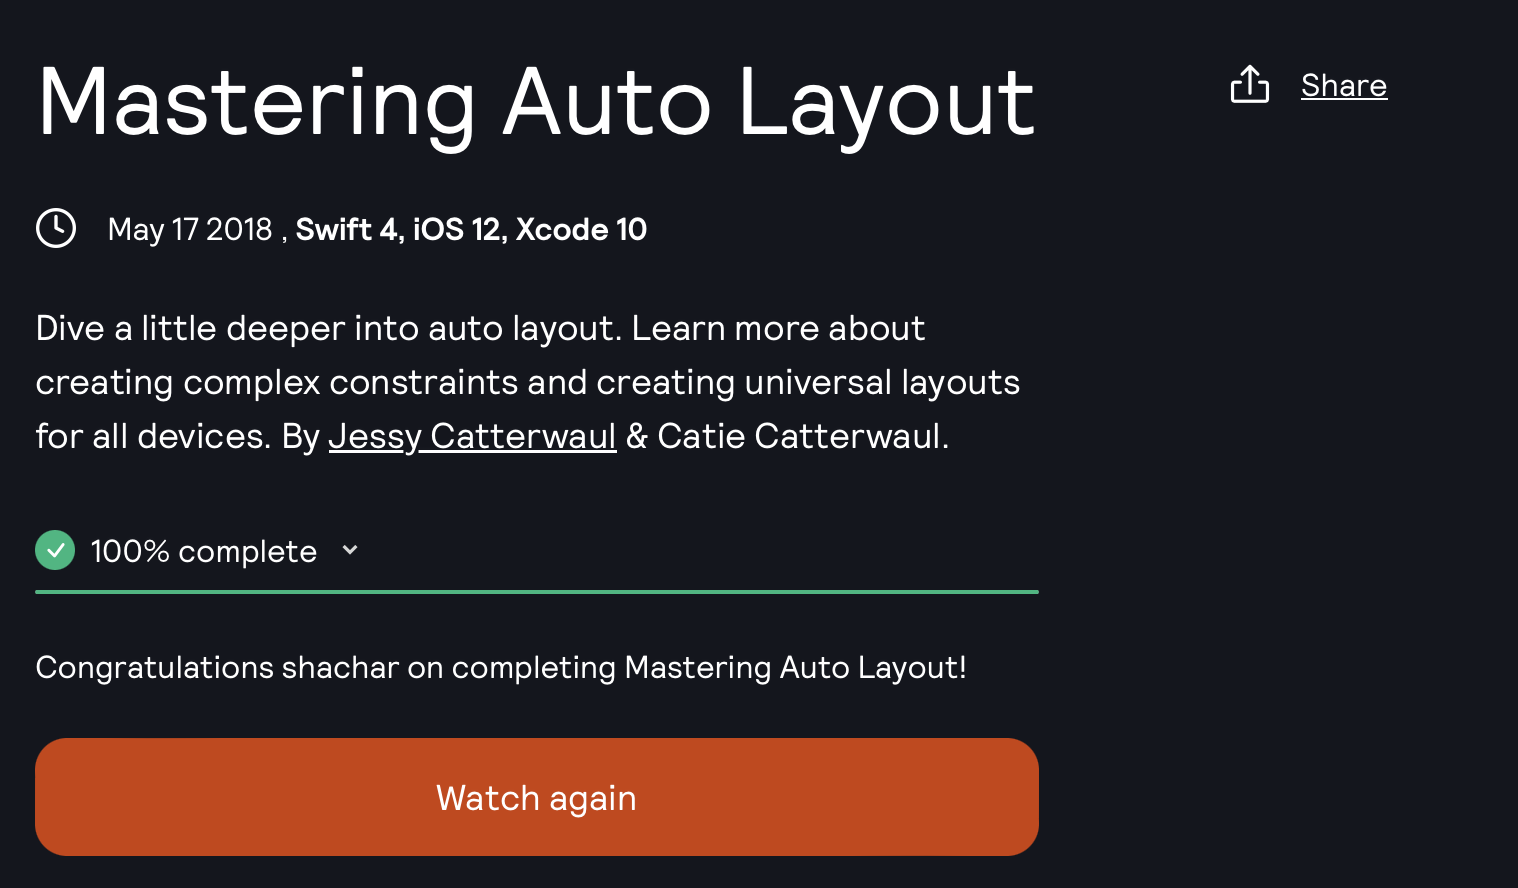 Mastering Auto Layout
Share
May 17 2018 , Swift 4, iOS 12, Xcode 10
Dive a little deeper into auto layout. Learn more about
creating complex constraints and creating universal layouts
for all devices. By Jessy Catterwaul & Catie Catterwaul.
100% complete
Congratulations shachar on completing Mastering Auto Layout!
Watch again